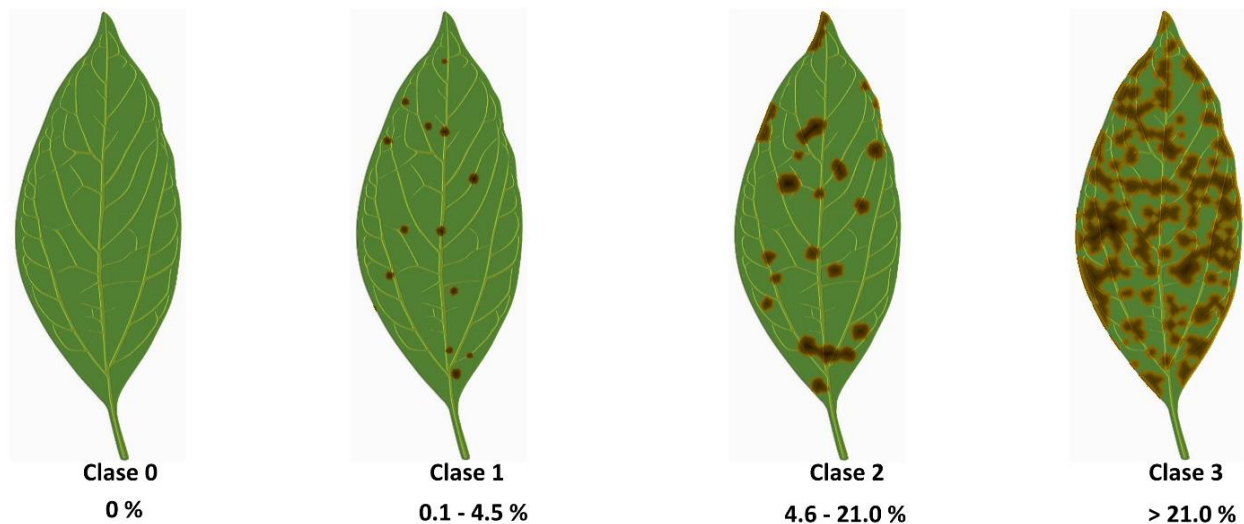 Clase 0
0 %
Clase 1
0.1 - 4.5 %
Clase 2
4.6 - 21.0 %
Clase 3
> 21.0 %